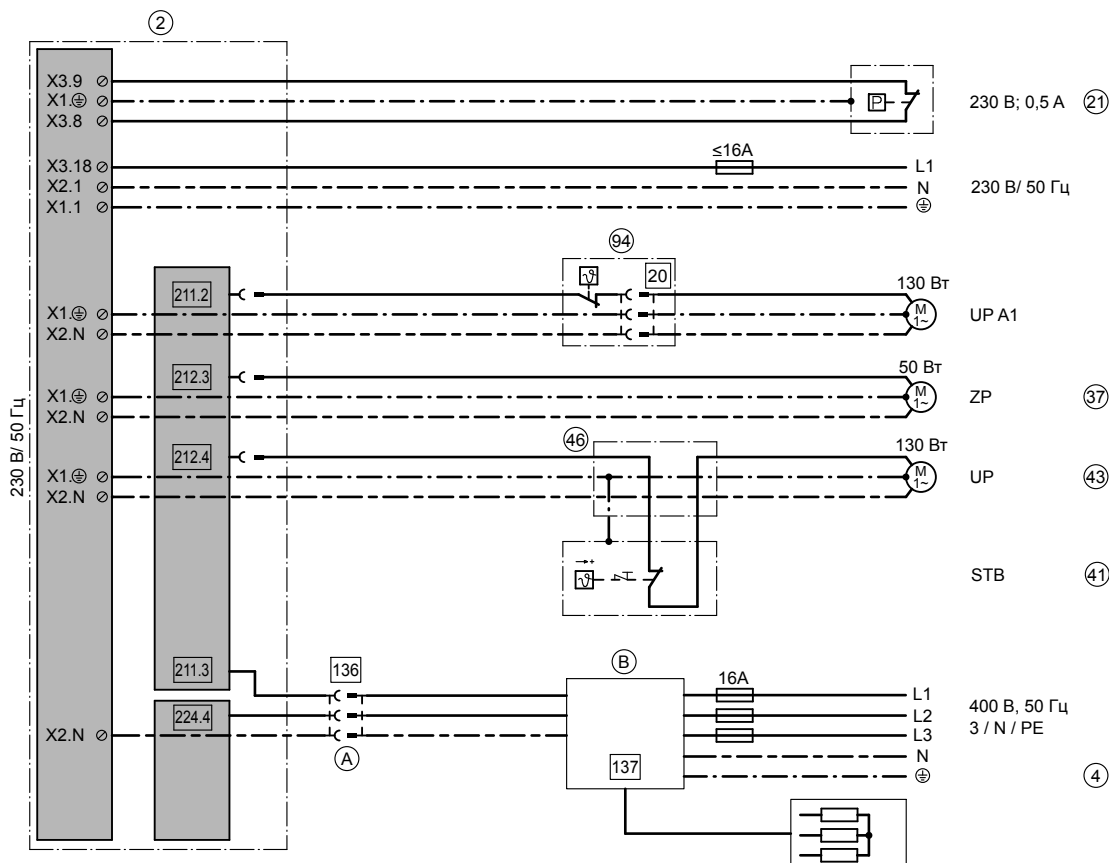 2
X3.9
X1.
X3.8
P
230 В; 0,5 A 21
X3.18
≤16A
L1
X2.1
N
230 В/ 50 Гц
X1.1
94
211.2
ϑ
20
130 Вт
X1.
M
1~
UP A1
X2.N
212.3
50 Вт
X1.
M
1~
ZP 37
X2.N
230 В/ 50 Гц
46
212.4
130 Вт
X1.
M
1~
UP 43
X2.N
ϑ
+
STB 41
211.3
136
B
16A
L1
224.4
L2
400 В, 50 Гц
3 / N / PE
X2.N
L3
A
137
N
4